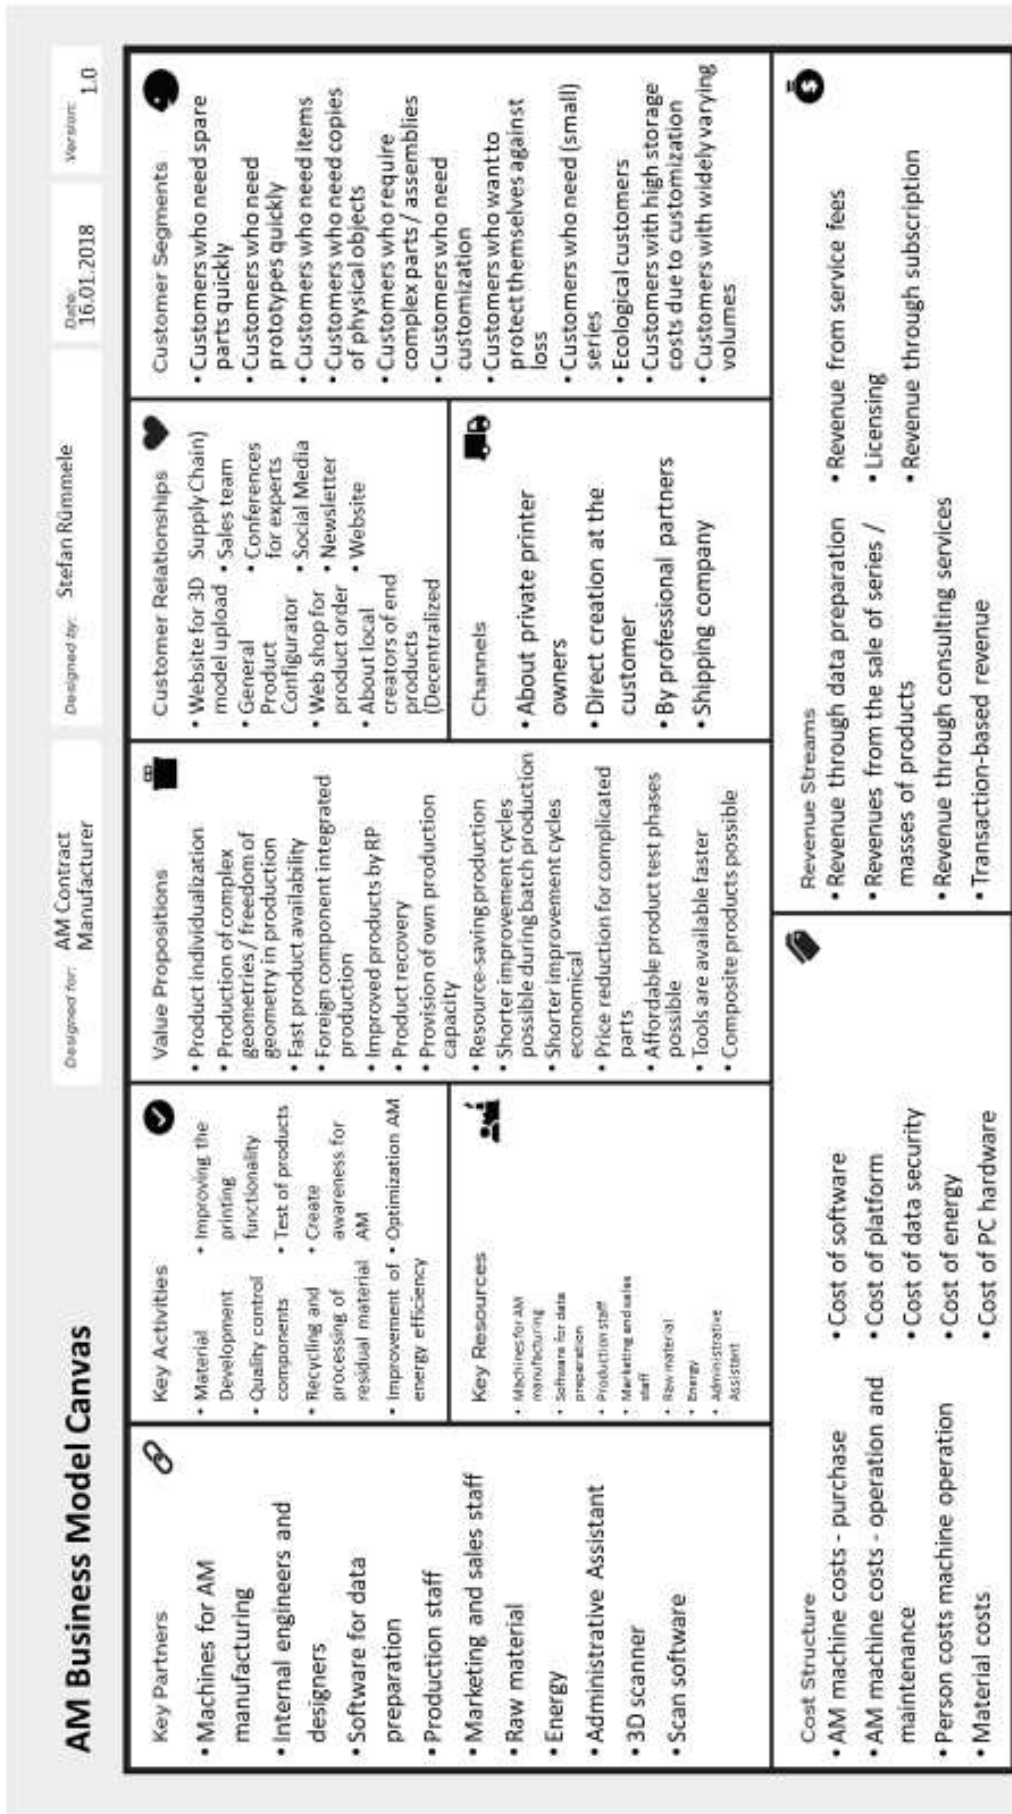 AM Business Model Canvas
Designed for:
AM Contract
Manufacturer
Designed by:
Stefan Rümmele
Date:
16.01.2018
Version:
1.0
Key Partners
• Machines for AM
manufacturing
• Internal engineers and
designers
• Software for data
preparation
• Production staff
• Marketing and sales staff
• Raw material
• Energy
• Administrative Assistant
• 3D scanner
• Scan software
Key Activities
• Material
Development
• Quality control
components
• Recycling and
processing of
residual material
• Improvement of
energy efficiency
• Improving the
printing
functionality
• Test of products
• Create
awareness for
AM
• Optimization AM
Key Resources
• Machines for AM
manufacturing
• Software for data
preparation
• Production staff
• Marketing and sales
staff
• Raw material
• Energy
• Administrative
Assistant
Value Propositions
• Product individualization
• Production of complex
geometries / freedom of
geometry in production
• Fast product availability
• Foreign component integrated
production
• Improved products by RP
• Product recovery
• Provision of own production
capacity
• Resource-saving production
• Shorter improvement cycles
possible during batch production
• Shorter improvement cycles
economical
• Price reduction for complicated
parts
• Affordable product test phases
possible
• Tools are available faster
• Composite products possible
Customer Relationships
• Website for 3D
model upload
• General
Product
Configurator
• Web shop for
product order
• About local
creators of end
products
(Decentralized
Supply Chain)
• Sales team
• Conferences
for experts
• Social Media
• Newsletter
• Website
Channels
• About private printer
owners
• Direct creation at the
customer
• By professional partners
• Shipping company
Customer Segments
• Customers who need spare
parts quickly
• Customers who need
prototypes quickly
• Customers who need items
• Customers who need copies
of physical objects
• Customers who require
complex parts / assemblies
• Customers who need
customization
• Customers who want to
protect themselves against
loss
• Customers who need (small)
series
• Ecological customers
• Customers with high storage
costs due to customization
• Customers with widely varying
volumes
Cost Structure
• AM machine costs - purchase
• AM machine costs - operation and
maintenance
• Person costs machine operation
• Material costs
• Cost of software
• Cost of platform
• Cost of data security
• Cost of energy
• Cost of PC hardware
Revenue Streams
• Revenue through data preparation
• Revenues from the sale of series /
masses of products
• Revenue through consulting services
• Transaction-based revenue
• Revenue from service fees
• Licensing
• Revenue through subscription